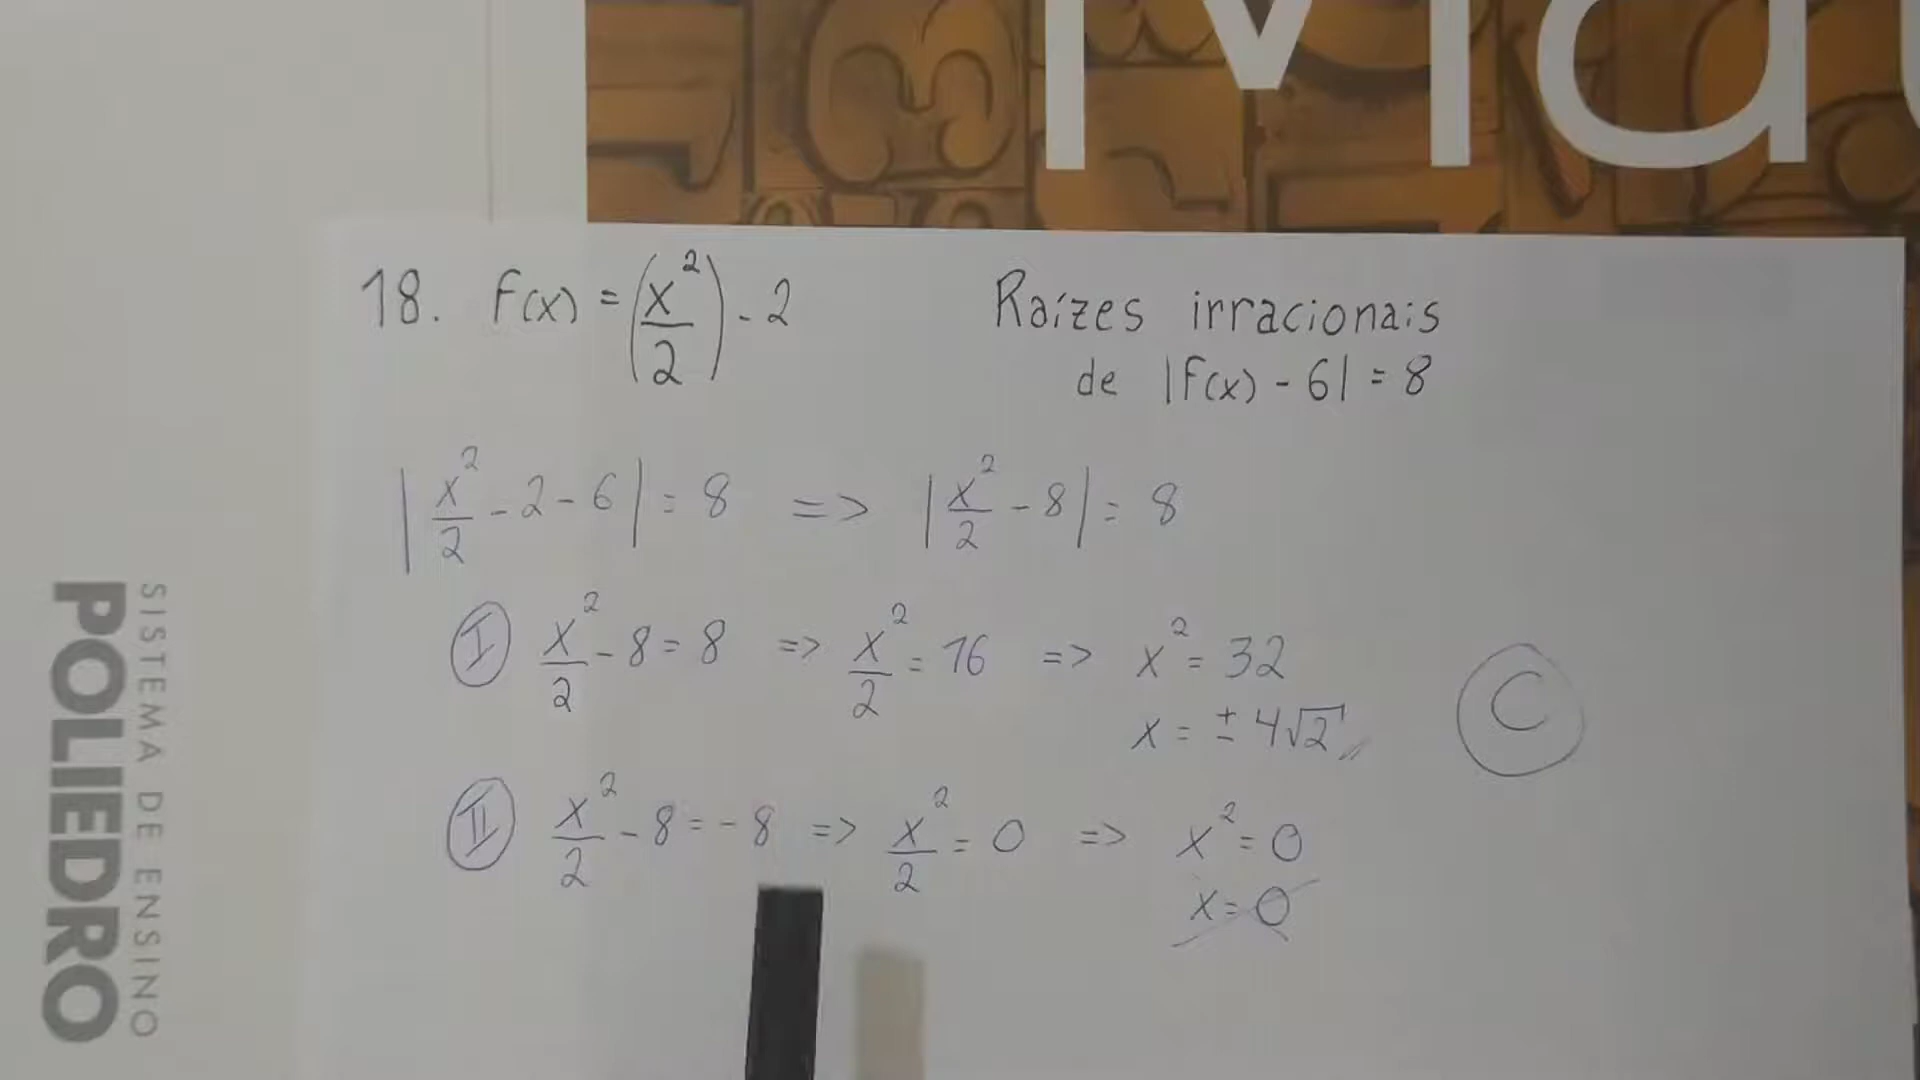 Mat
18. f(x) = (x²/2) - 2
Raízes irracionais
de |f(x) - 6| = 8
|x²/2 - 2 - 6| = 8 => |x²/2 - 8| = 8
I x²/2 - 8 = 8 => x²/2 = 16 => x² = 32
x = ± 4√2 //
C
II x²/2 - 8 = - 8 => x²/2 = 0 => x² = 0
x = 0
SISTEMA DE ENSINO
POLIEDRO